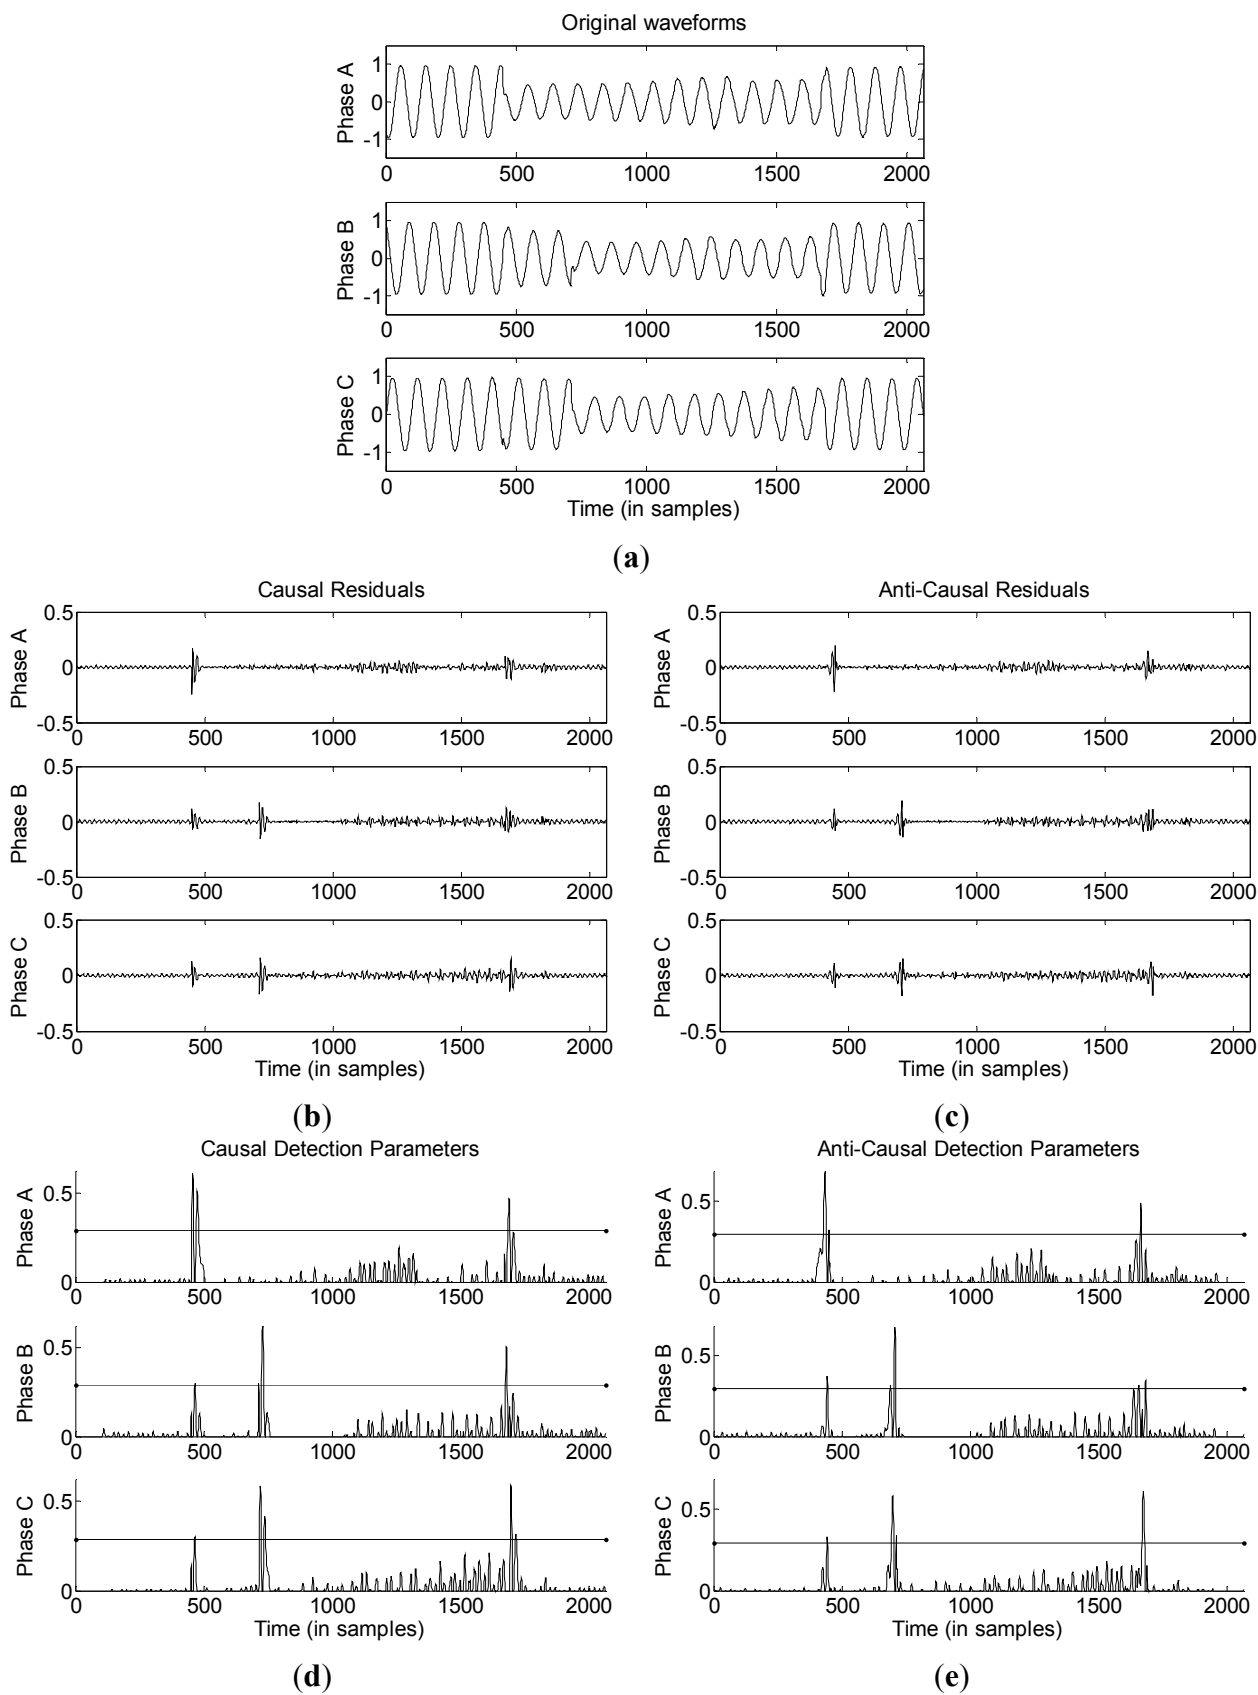 Original waveforms
Phase A
1
0
-1
0 500 1000 1500 2000
Phase B
1
0
-1
0 500 1000 1500 2000
Phase C
1
0
-1
0 500 1000 1500 2000
Time (in samples)
(a)
Causal Residuals
Phase A
0.5
0
-0.5
0 500 1000 1500 2000
Phase B
0.5
0
-0.5
0 500 1000 1500 2000
Phase C
0.5
0
-0.5
0 500 1000 1500 2000
Time (in samples)
(b)
Anti-Causal Residuals
Phase A
0.5
0
-0.5
0 500 1000 1500 2000
Phase B
0.5
0
-0.5
0 500 1000 1500 2000
Phase C
0.5
0
-0.5
0 500 1000 1500 2000
Time (in samples)
(c)
Causal Detection Parameters
Phase A
0.5
0
0 500 1000 1500 2000
Phase B
0.5
0
0 500 1000 1500 2000
Phase C
0.5
0
0 500 1000 1500 2000
Time (in samples)
(d)
Anti-Causal Detection Parameters
Phase A
0.5
0
0 500 1000 1500 2000
Phase B
0.5
0
0 500 1000 1500 2000
Phase C
0.5
0
0 500 1000 1500 2000
Time (in samples)
(e)